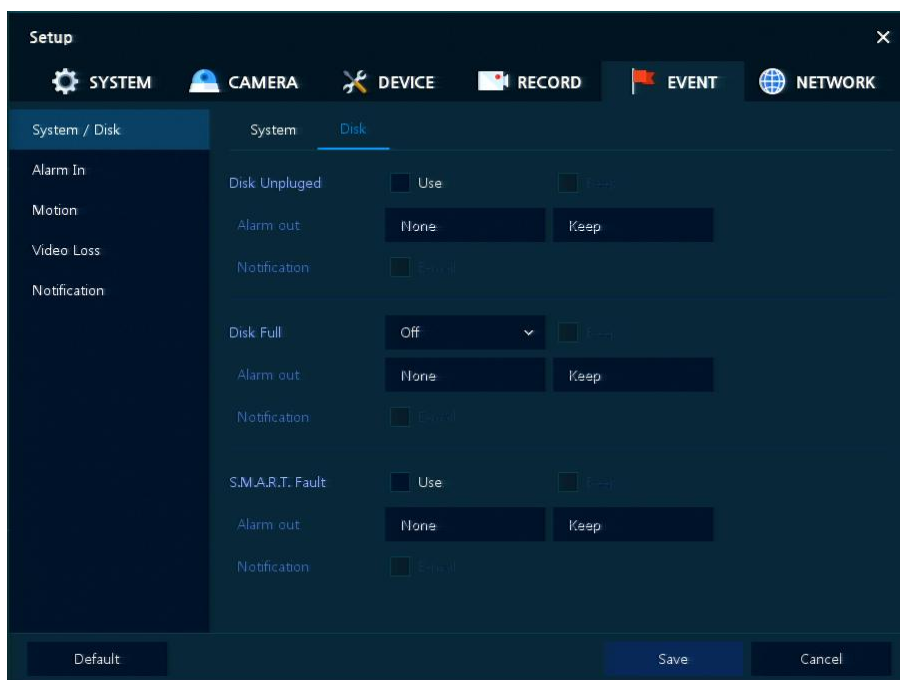 Setup
SYSTEM CAMERA DEVICE RECORD EVENT NETWORK
System / Disk
Alarm In
Motion
Video Loss
Notification
System Disk
Disk Unpluged Use
Alarm out None Keep
Notification
Disk Full Off
Alarm out None Keep
Notification
S.M.A.R.T. Fault Use
Alarm out None Keep
Notification
Default Save Cancel